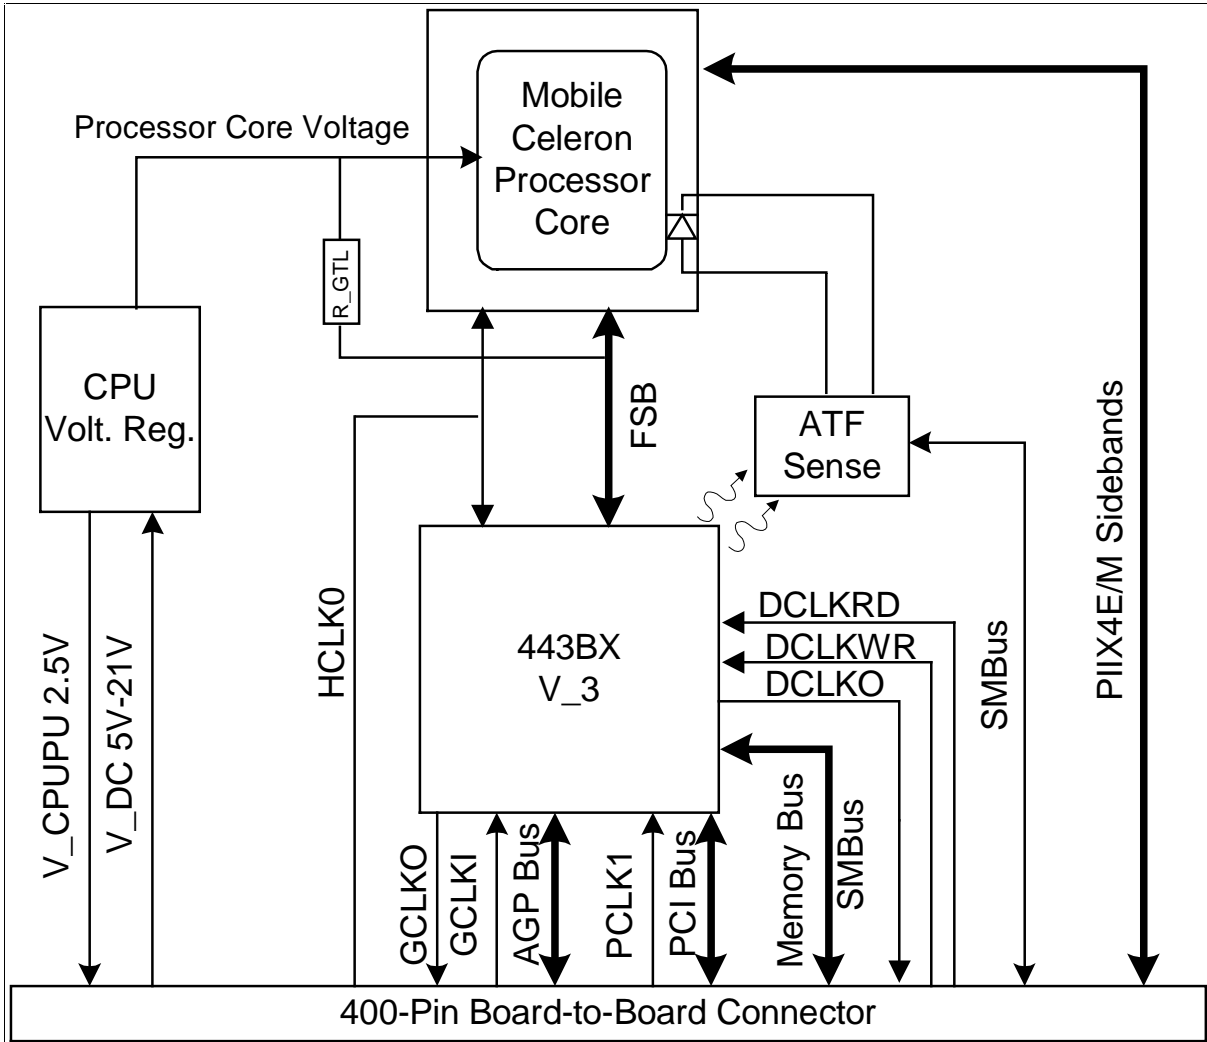 Mobile
Celeron
Processor
Core
Processor Core Voltage
R_GTL
CPU
Volt. Reg.
FSB
ATF
Sense
PIIX4E/M Sidebands
HCLK0
443BX
V_3
DCLKRD
DCLKWR
DCLKO
SMBus
V_CPUPU 2.5V
V_DC 5V-21V
GCLKO
GCLKI
AGP Bus
PCLK1
PCI Bus
Memory Bus
SMBus
400-Pin Board-to-Board Connector